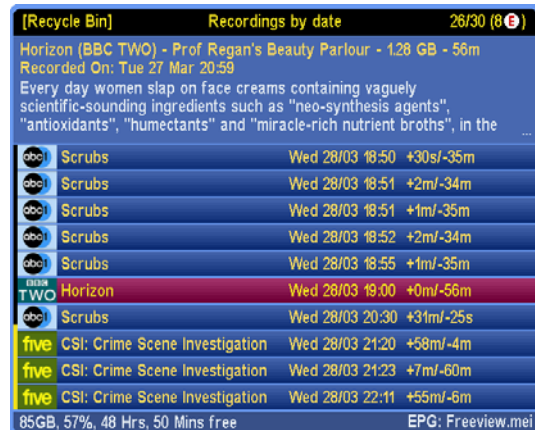 [Recycle Bin] Recordings by date 26/30 (8 E)
Horizon (BBC TWO) - Prof Regan's Beauty Parlour - 1.28 GB - 56m
Recorded On: Tue 27 Mar 20:59
Every day women slap on face creams containing vaguely
scientific-sounding ingredients such as "neo-synthesis agents",
"antioxidants", "humectants" and "miracle-rich nutrient broths", in the ...
abc1 Scrubs Wed 28/03 18:50 +30s/-35m
abc1 Scrubs Wed 28/03 18:51 +2m/-34m
abc1 Scrubs Wed 28/03 18:51 +1m/-35m
abc1 Scrubs Wed 28/03 18:52 +2m/-34m
abc1 Scrubs Wed 28/03 18:55 +1m/-35m
BBC TWO Horizon Wed 28/03 19:00 +0m/-56m
abc1 Scrubs Wed 28/03 20:30 +31m/-25s
five CSI: Crime Scene Investigation Wed 28/03 21:20 +58m/-4m
five CSI: Crime Scene Investigation Wed 28/03 21:23 +7m/-60m
five CSI: Crime Scene Investigation Wed 28/03 22:11 +55m/-6m
85GB, 57%, 48 Hrs, 50 Mins free EPG: Freeview.mei